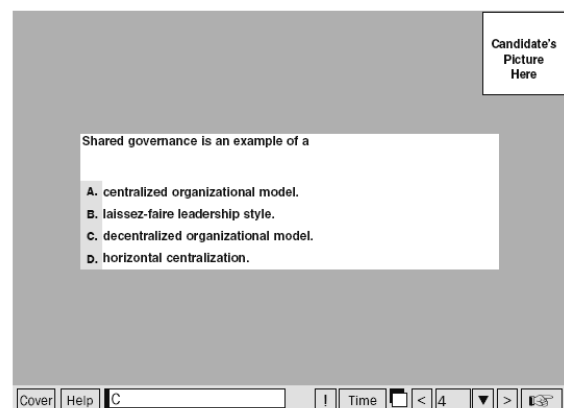 Candidate's
Picture
Here
Shared governance is an example of a
A. centralized organizational model.
B. laissez-faire leadership style.
C. decentralized organizational model.
D. horizontal centralization.
Cover Help C ! Time < 4 ▼ >